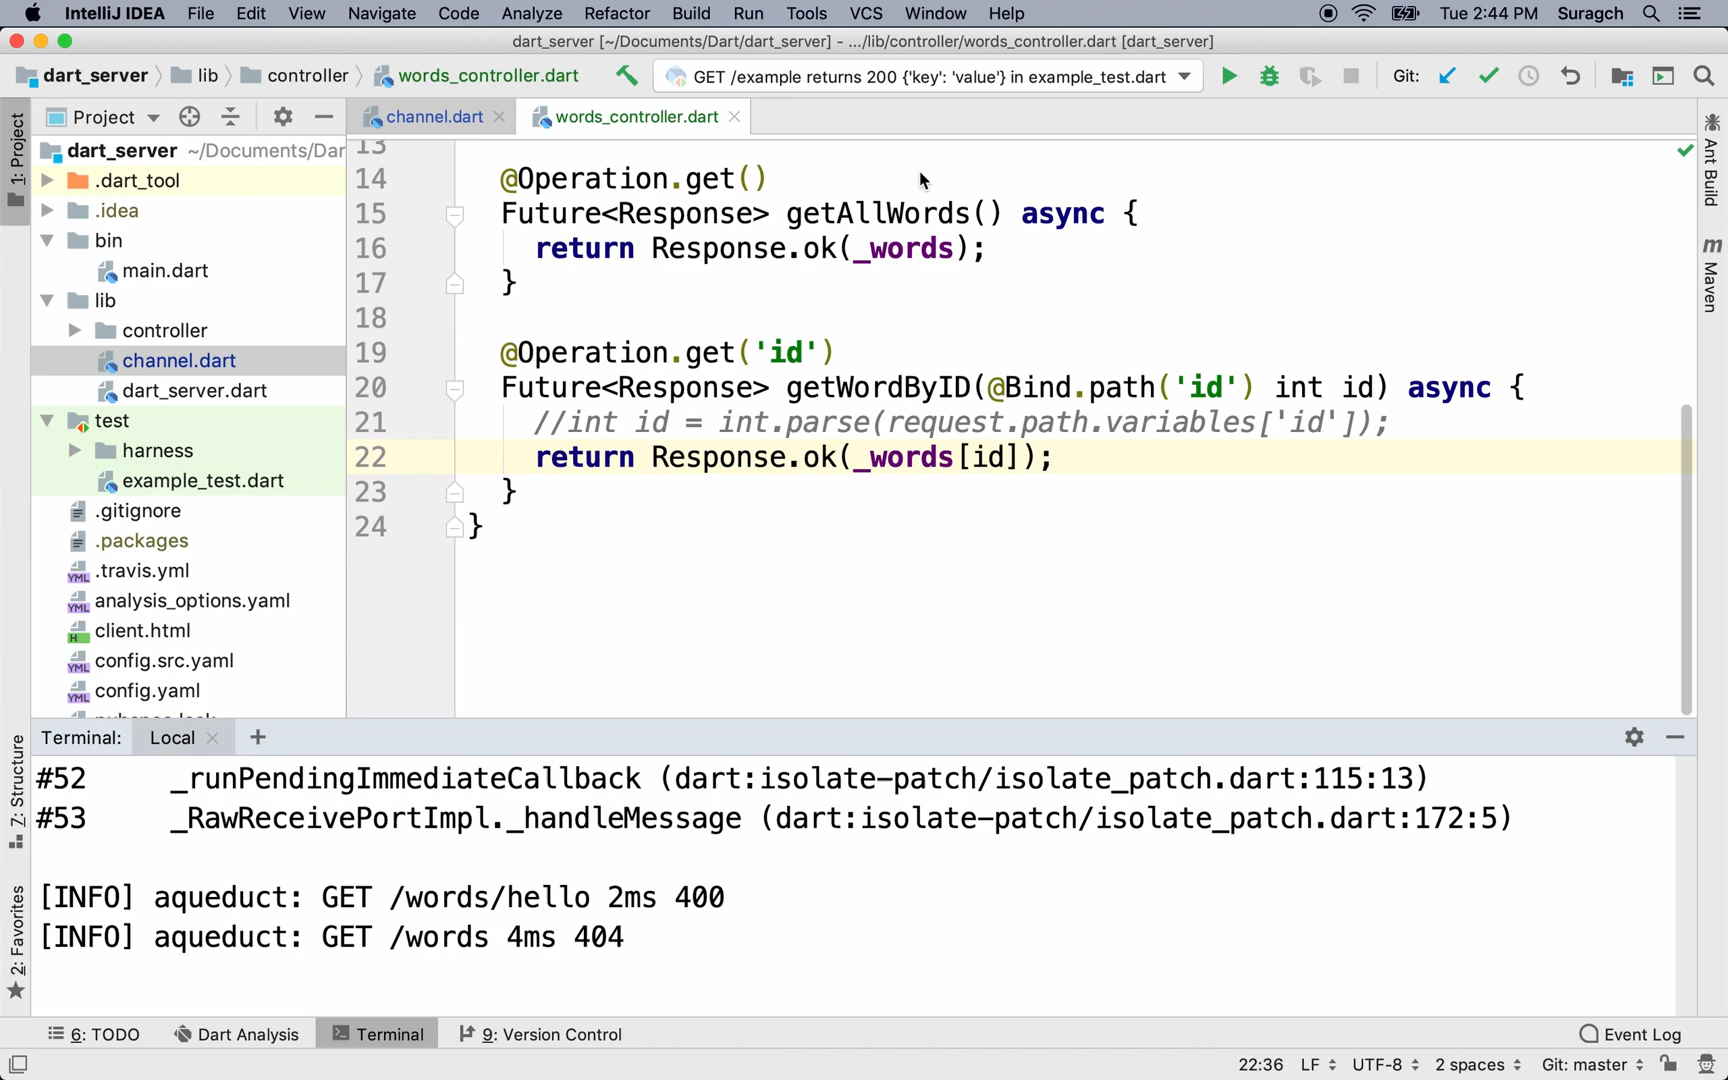 IntelliJ IDEA File Edit View Navigate Code Analyze Refactor Build Run Tools VCS Window Help Tue 2:44 PM Suragch
dart_server [~/Documents/Dart/dart_server] - .../lib/controller/words_controller.dart [dart_server]
dart_server lib controller words_controller.dart GET /example returns 200 {'key': 'value'} in example_test.dart Git:
1: Project
Project
channel.dart
words_controller.dart
dart_server ~/Documents/Dar
.dart_tool
.idea
bin
main.dart
lib
controller
channel.dart
dart_server.dart
test
harness
example_test.dart
.gitignore
.packages
.travis.yml
analysis_options.yaml
client.html
config.src.yaml
config.yaml
13
14 @Operation.get()
15 Future<Response> getAllWords() async {
16 return Response.ok(_words);
17 }
18
19 @Operation.get('id')
20 Future<Response> getWordByID(@Bind.path('id') int id) async {
21 //int id = int.parse(request.path.variables['id']);
22 return Response.ok(_words[id]);
23 }
24 }
Ant Build
m Maven
Z: Structure
2: Favorites
Terminal: Local +
#52 _runPendingImmediateCallback (dart:isolate-patch/isolate_patch.dart:115:13)
#53 _RawReceivePortImpl._handleMessage (dart:isolate-patch/isolate_patch.dart:172:5)
[INFO] aqueduct: GET /words/hello 2ms 400
[INFO] aqueduct: GET /words 4ms 404
6: TODO Dart Analysis Terminal 9: Version Control Event Log
22:36 LF UTF-8 2 spaces Git: master